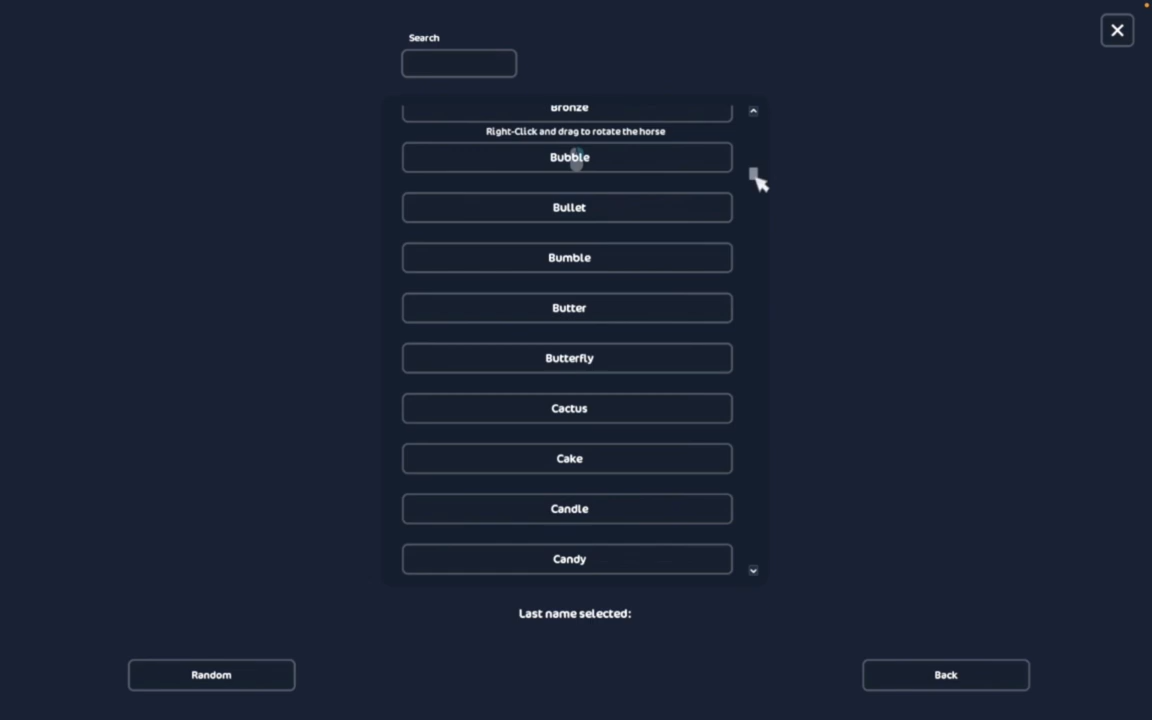 Search
Bronze
Right-Click and drag to rotate the horse
Bubble
Bullet
Bumble
Butter
Butterfly
Cactus
Cake
Candle
Candy
Last name selected:
Random
Back